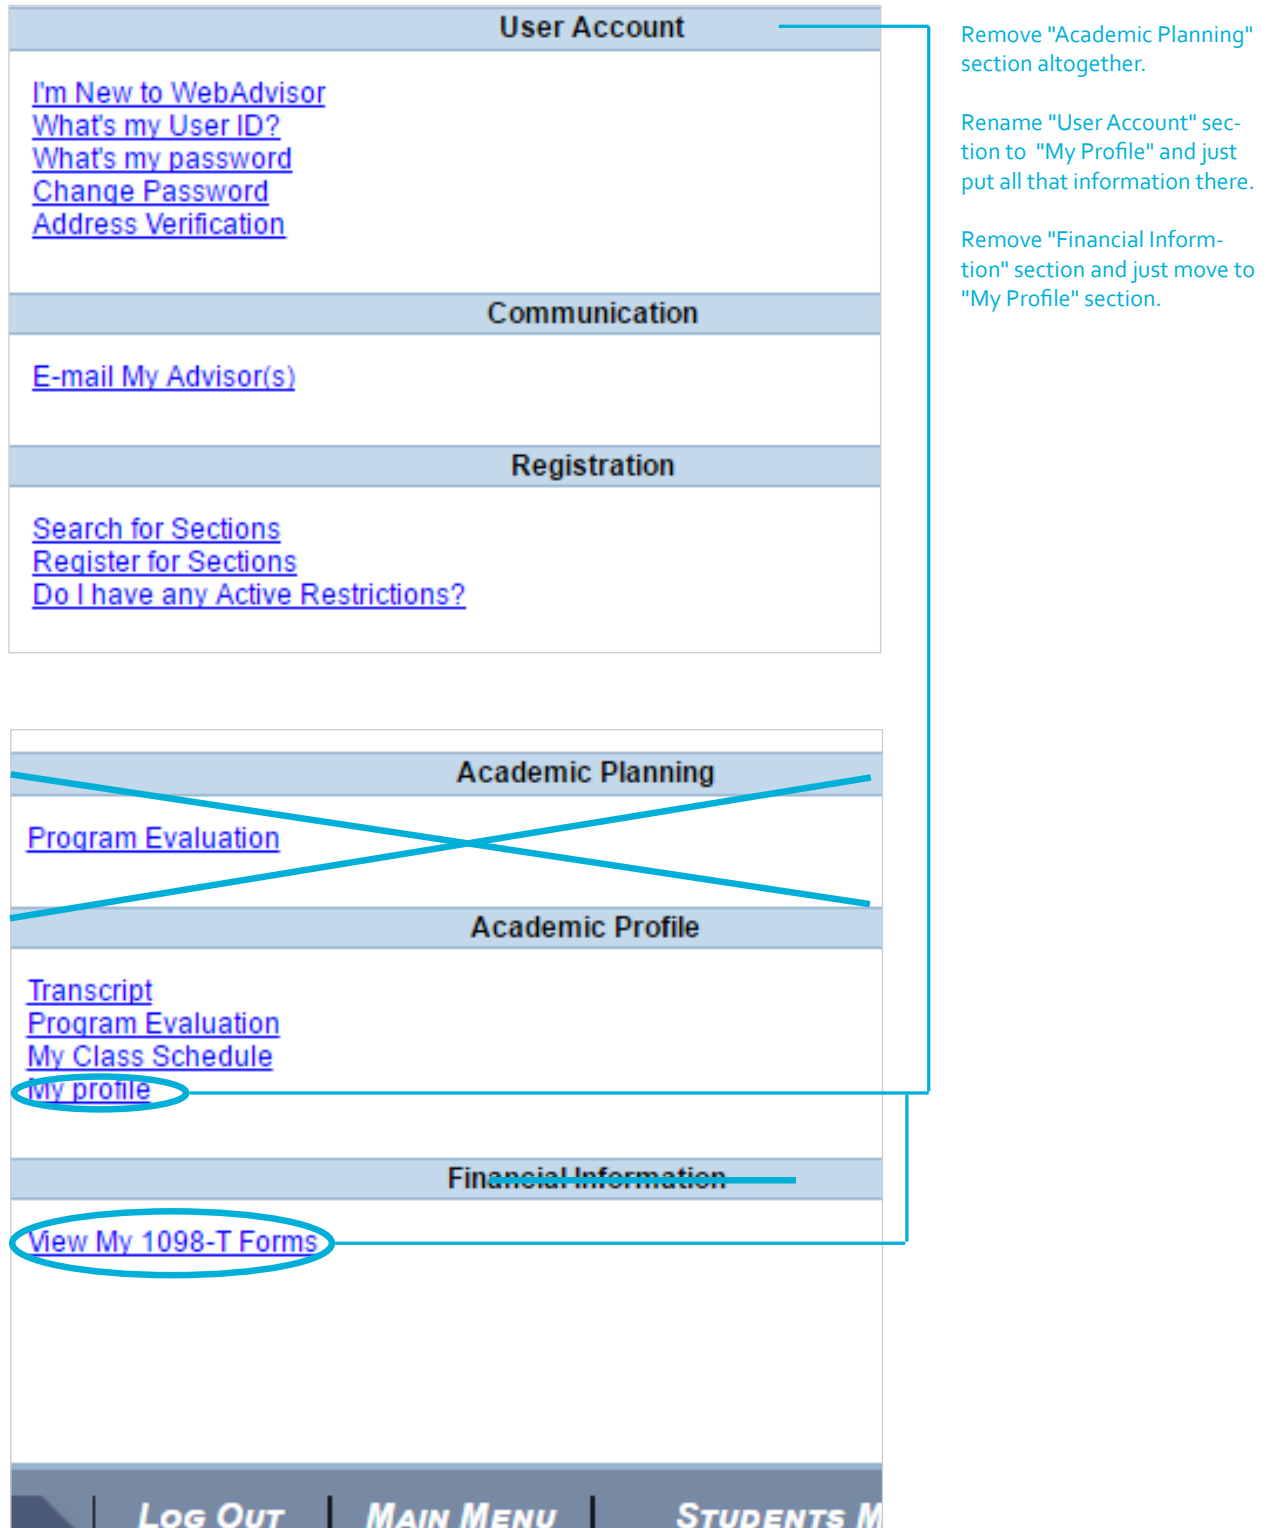 User Account
I'm New to WebAdvisor
What's my User ID?
What's my password
Change Password
Address Verification
Communication
E-mail My Advisor(s)
Registration
Search for Sections
Register for Sections
Do I have any Active Restrictions?
Remove "Academic Planning"
section altogether.
Rename "User Account" sec-
tion to "My Profile" and just
put all that information there.
Remove "Financial Inform-
tion" section and just move to
"My Profile" section.
Academic Planning
Program Evaluation
Academic Profile
Transcript
Program Evaluation
My Class Schedule
My profile
Financial Information
View My 1098-T Forms
LOG OUT
MAIN MENU
STUDENTS M